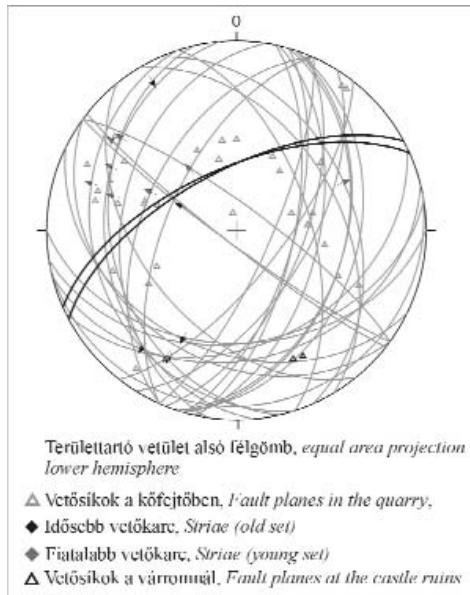 0
Területtartó vetület alsó félgömb, equal area projection
lower hemisphere
Vetősíkok a kőfejtőben, Fault planes in the quarry,
Idősebb vetőkarc, Striae (old set)
Fiatalabb vetőkarc, Striae (young set)
Vetősíkok a várromnál, Fault planes at the castle ruins